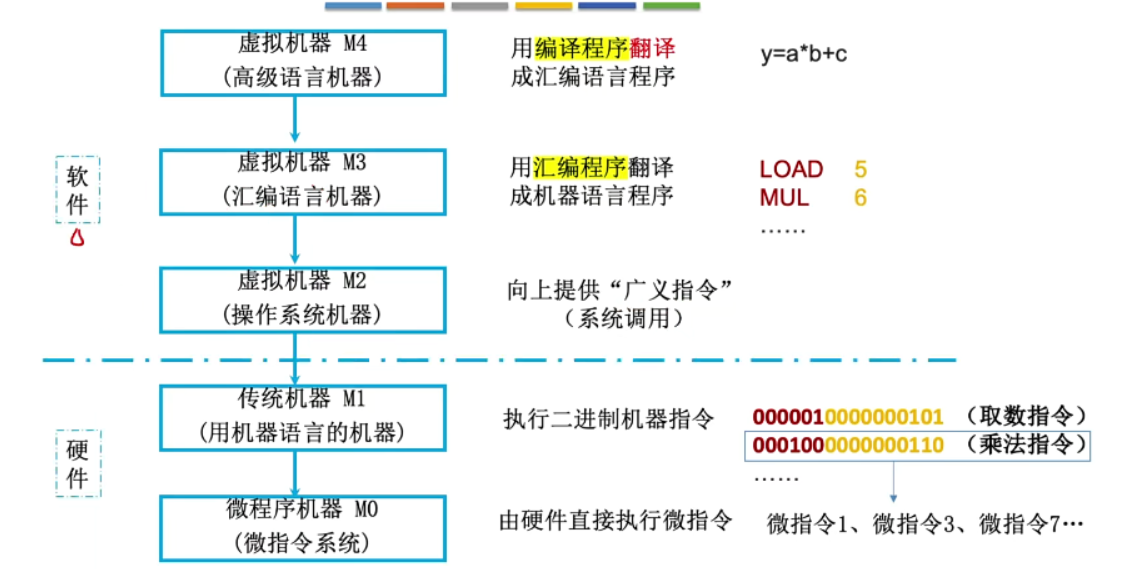 虚拟机器 M4
(高级语言机器)
用编译程序翻译
成汇编语言程序
y=a*b+c
软
件
虚拟机器 M3
(汇编语言机器)
用汇编程序翻译
成机器语言程序
LOAD 5
MUL 6
……
虚拟机器 M2
(操作系统机器)
向上提供“广义指令”
（系统调用）
硬
件
传统机器 M1
(用机器语言的机器)
执行二进制机器指令
0000010000000101 （取数指令）
0001000000000110 （乘法指令）
……
微程序机器 M0
(微指令系统)
由硬件直接执行微指令
微指令1、微指令3、微指令7…